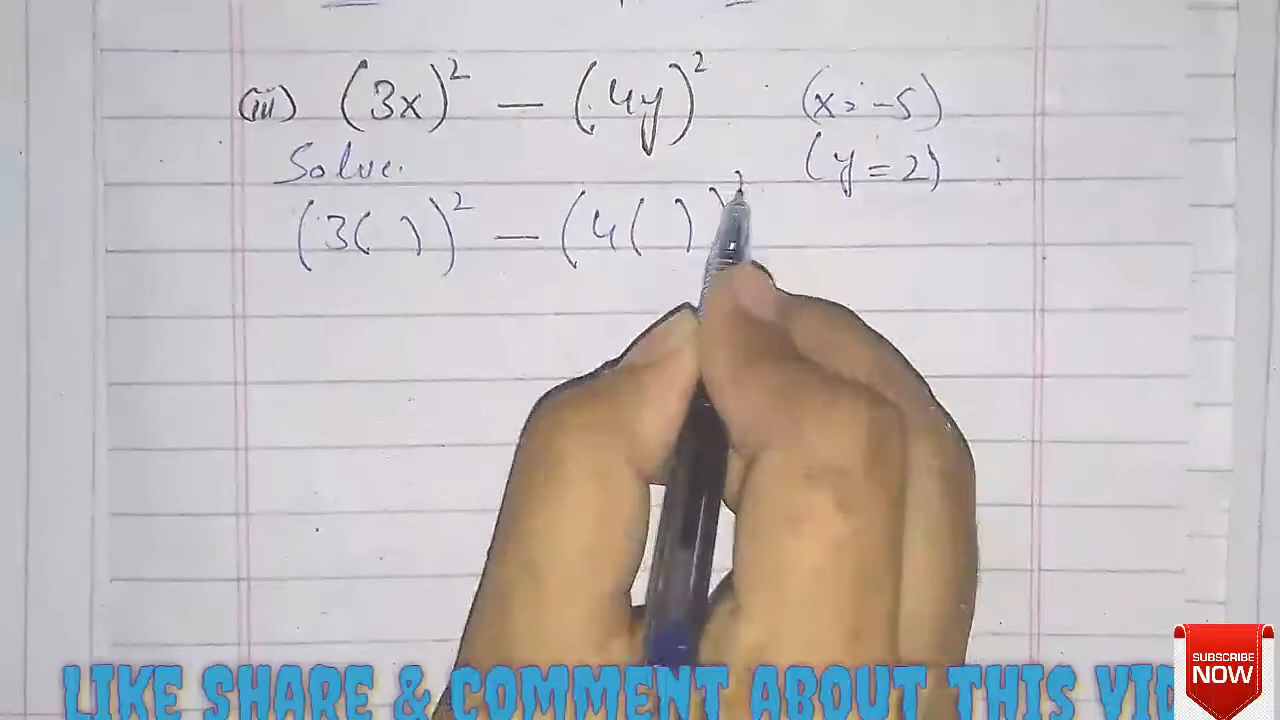 (iii) (3x)² — (4y)² (x = -5)
Solve. (y = 2)
(3( ))² — (4( ))²
SUBSCRIBE
NOW
LIKE SHARE & COMMENT ABOUT THIS VID